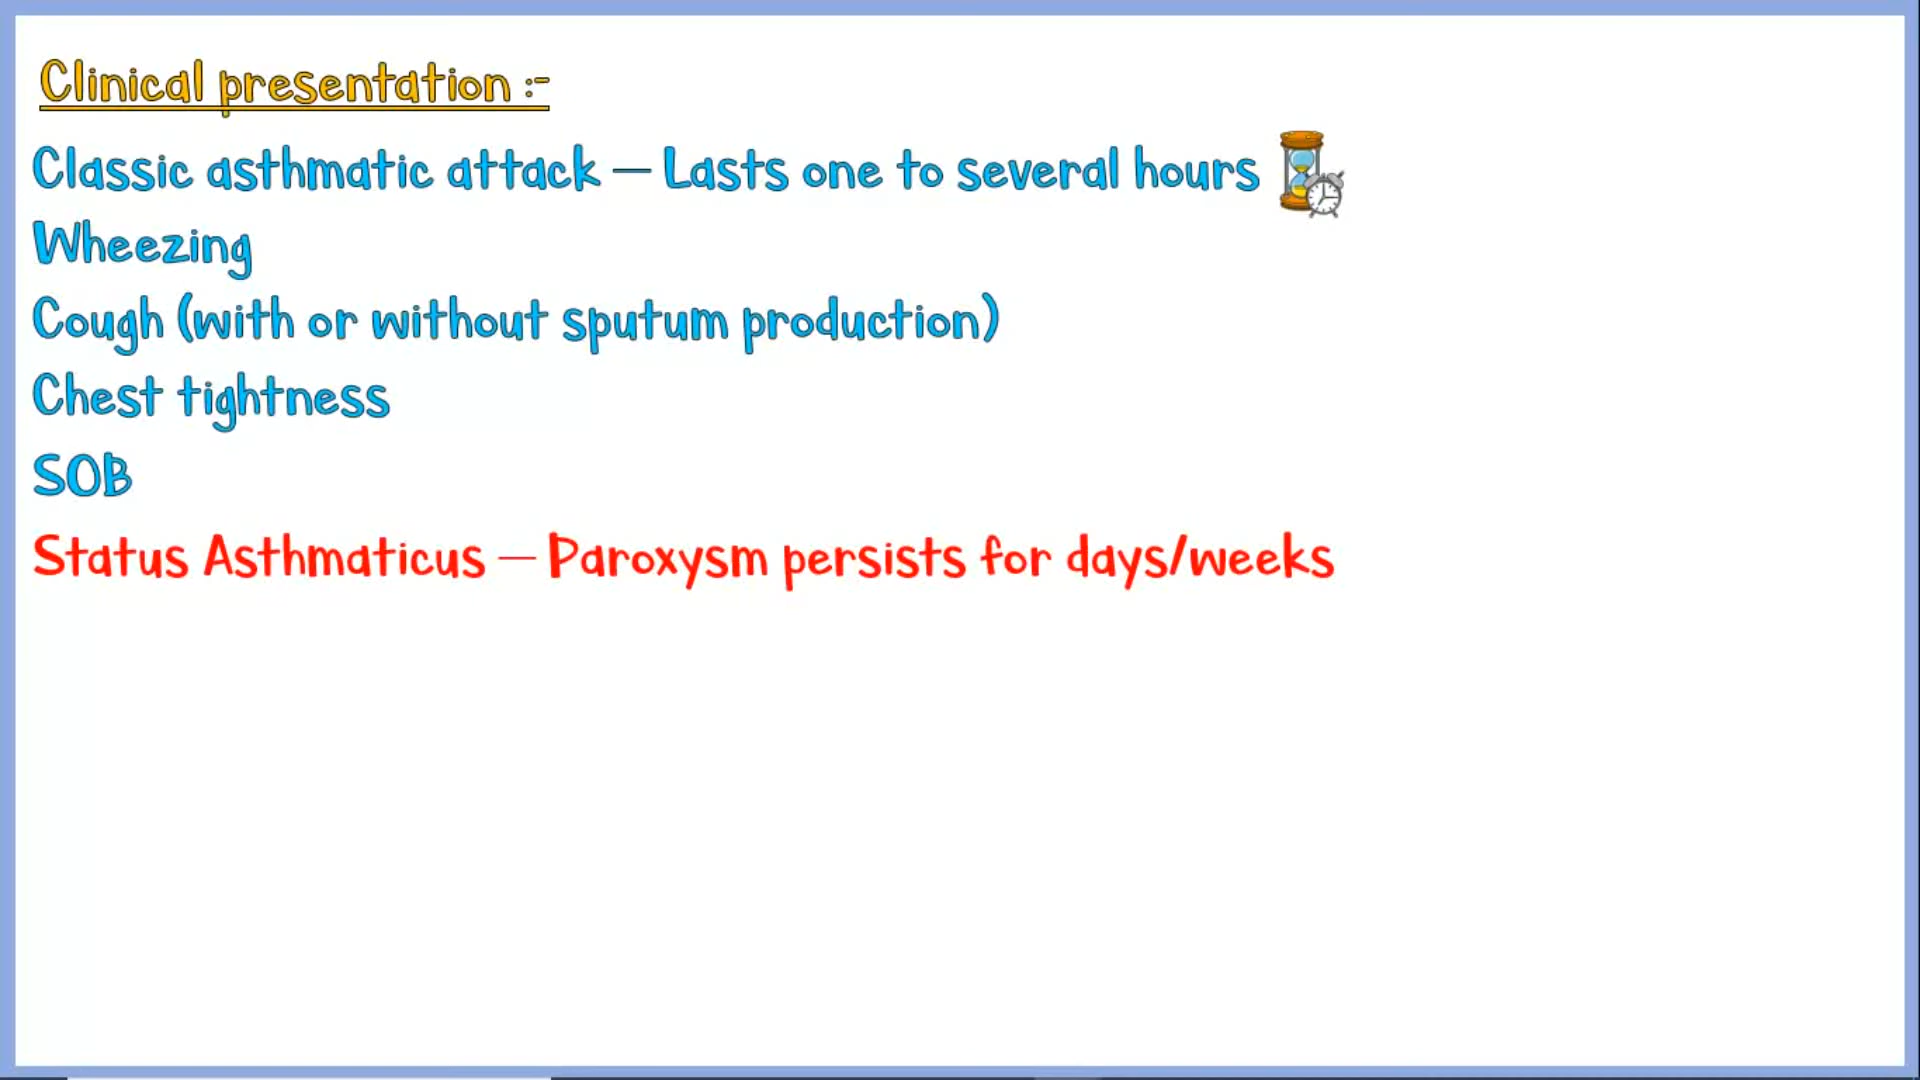 Clinical presentation :-
Classic asthmatic attack – Lasts one to several hours
Wheezing
Cough (with or without sputum production)
Chest tightness
SOB
Status Asthmaticus – Paroxysm persists for days/weeks